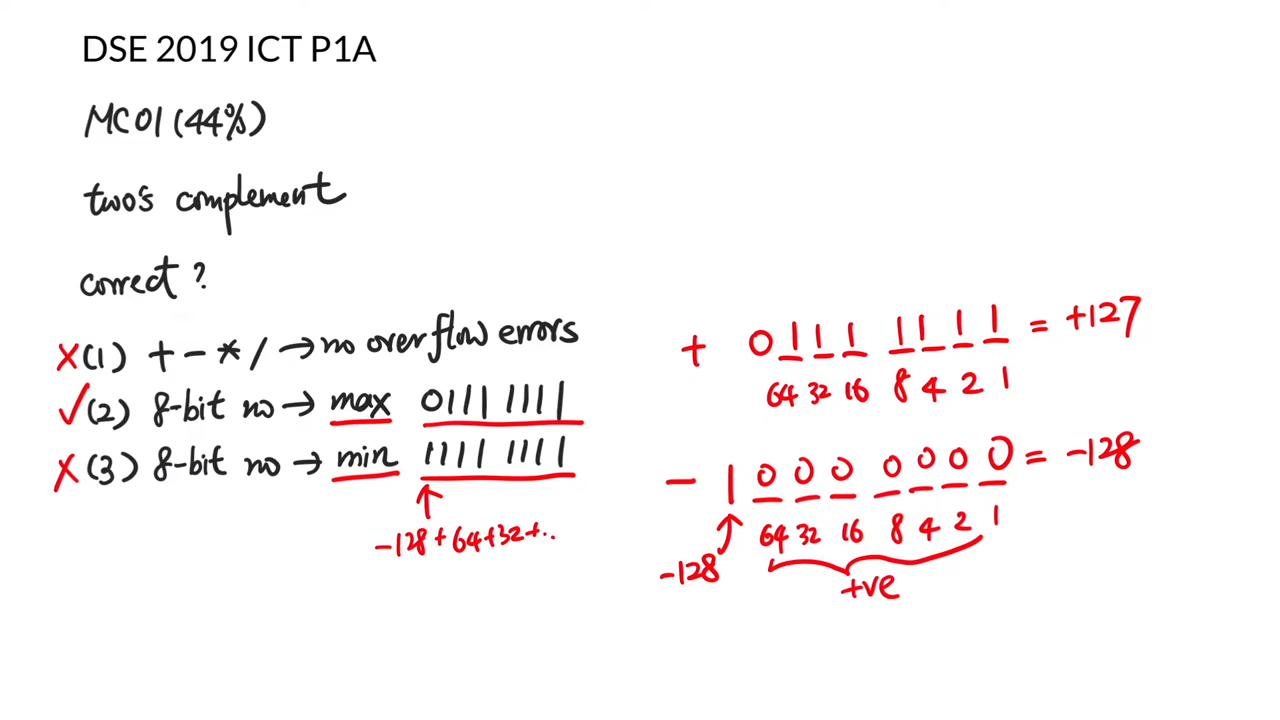 DSE 2019 ICT P1A
MC01 (44%)
two's complement
correct ?
✗(1) + - * / → no overflow errors
✓(2) 8-bit no → max 0111 1111
✗(3) 8-bit no → min 1111 1111
-128+64+32+..
+ 0 1 1 1 1 1 1 1 = +127
64 32 16 8 4 2 1
- 1 0 0 0 0 0 0 0 = -128
64 32 16 8 4 2 1
-128
+ve